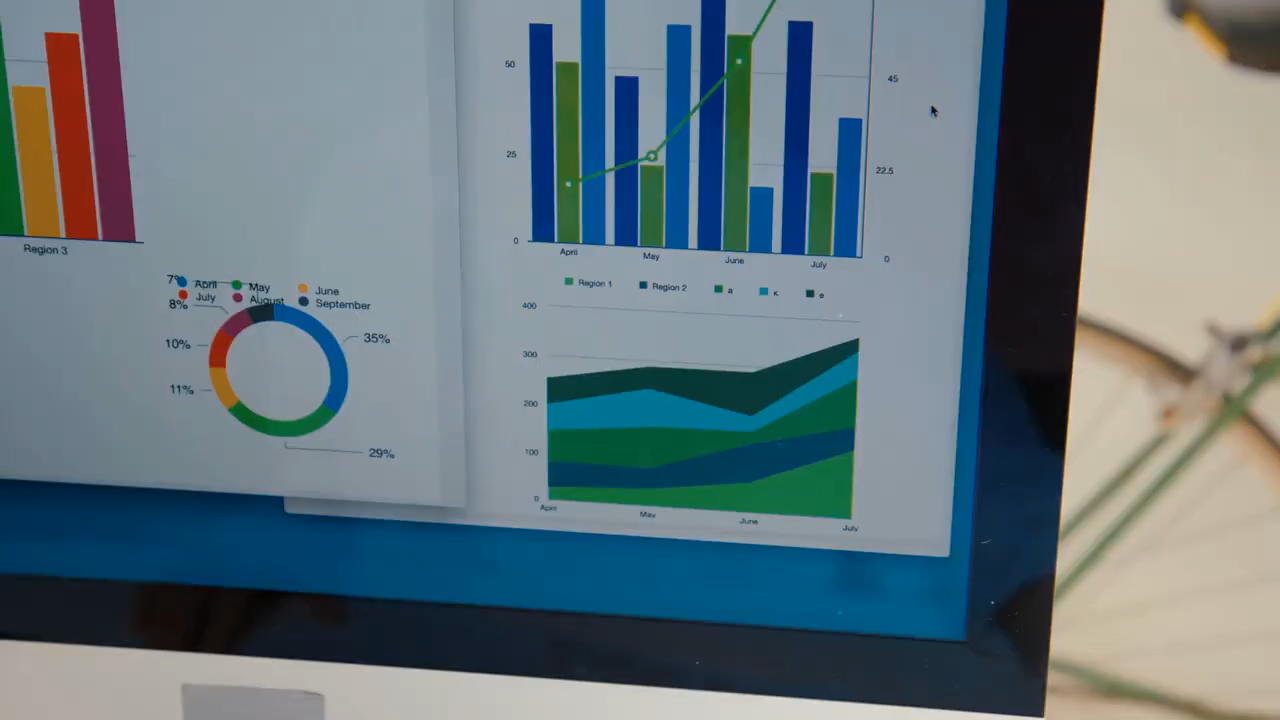 Region 3
7%
April
May
June
July
August
September
8%
10%
11%
35%
29%
50
25
0
45
22.5
0
April
May
June
July
Region 1
Region 2
a
к
e
400
300
200
100
0
April
May
June
July